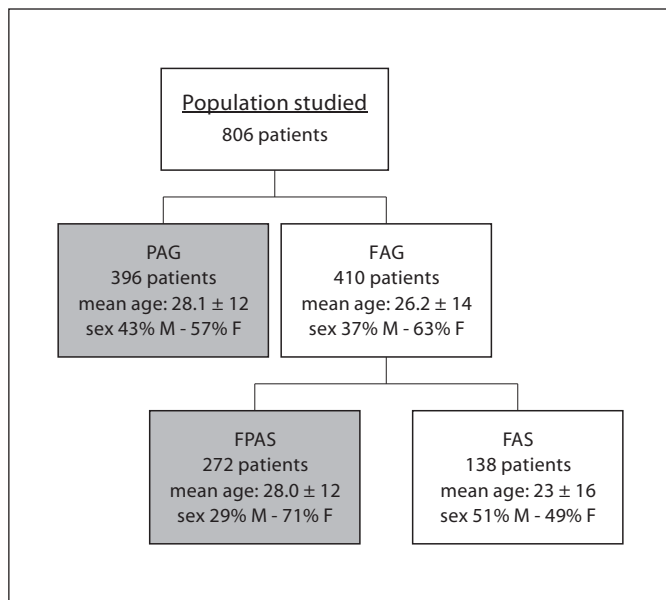 Population studied
806 patients
PAG
396 patients
mean age: 28.1 ± 12
sex 43% M - 57% F
FAG
410 patients
mean age: 26.2 ± 14
sex 37% M - 63% F
FPAS
272 patients
mean age: 28.0 ± 12
sex 29% M - 71% F
FAS
138 patients
mean age: 23 ± 16
sex 51% M - 49% F